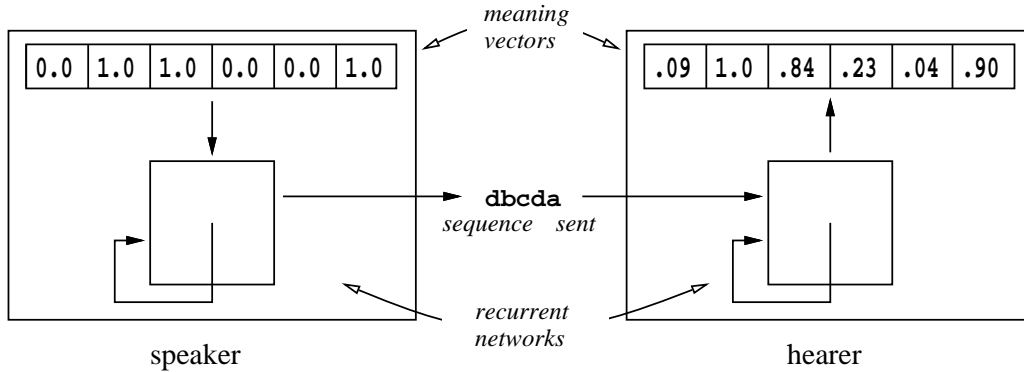 meaning
vectors
0.0 1.0 1.0 0.0 0.0 1.0
.09 1.0 .84 .23 .04 .90
dbcda
sequence sent
recurrent
networks
speaker
hearer